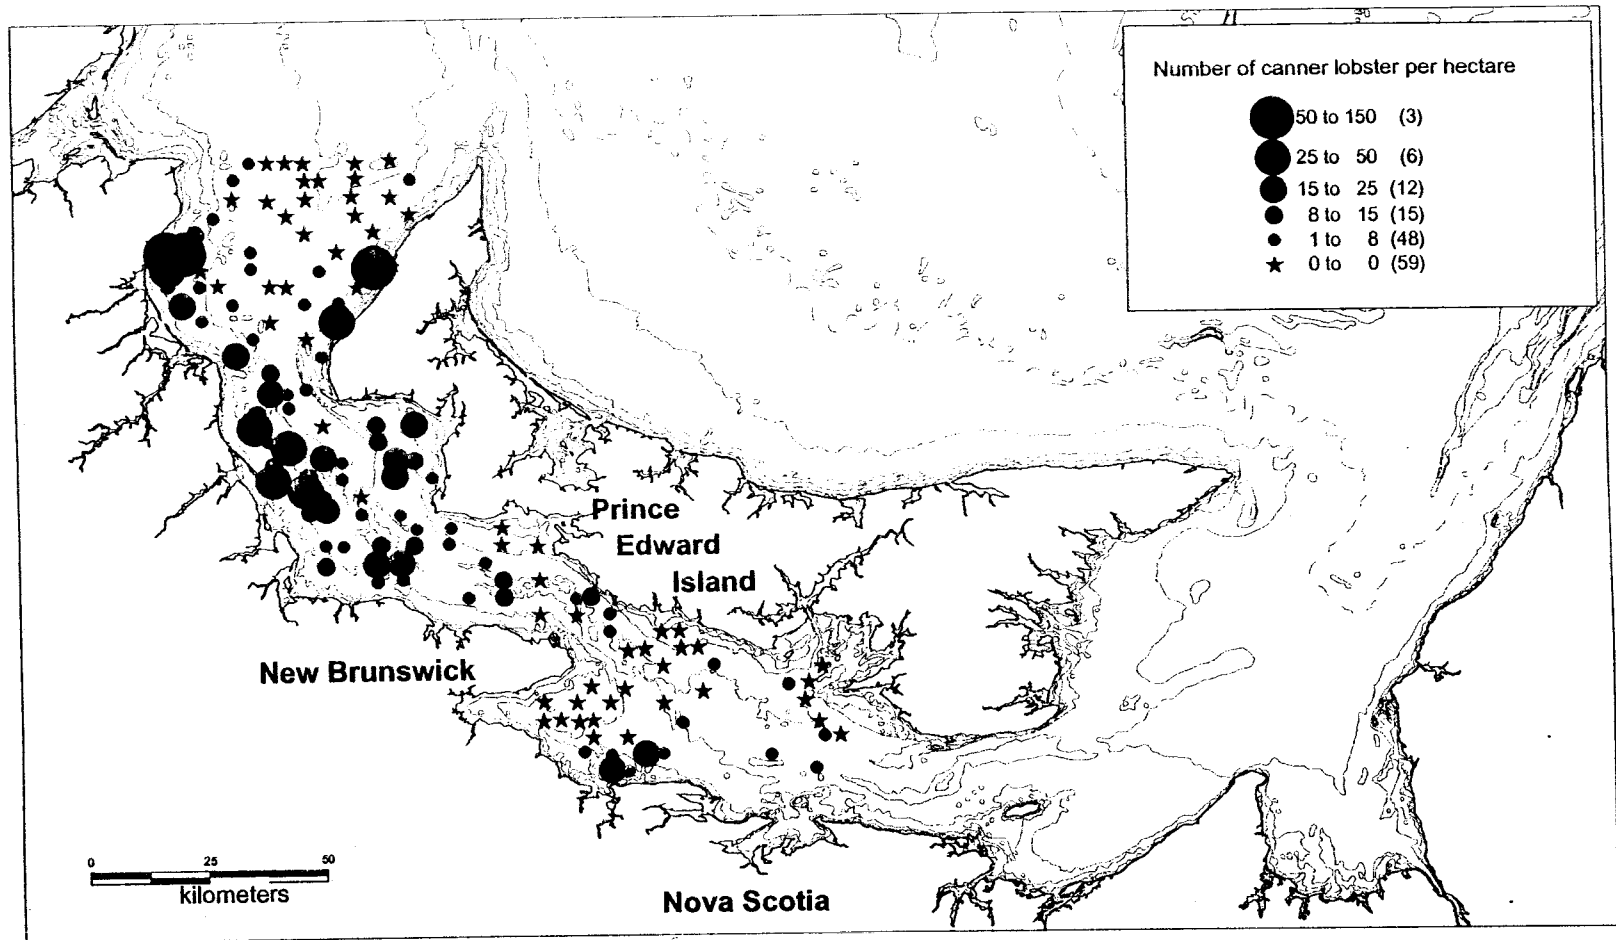 Number of canner lobster per hectare
50 to 150 (3)
25 to 50 (6)
15 to 25 (12)
8 to 15 (15)
1 to 8 (48)
0 to 0 (59)
Prince
Edward
Island
New Brunswick
0 25 50
kilometers
Nova Scotia